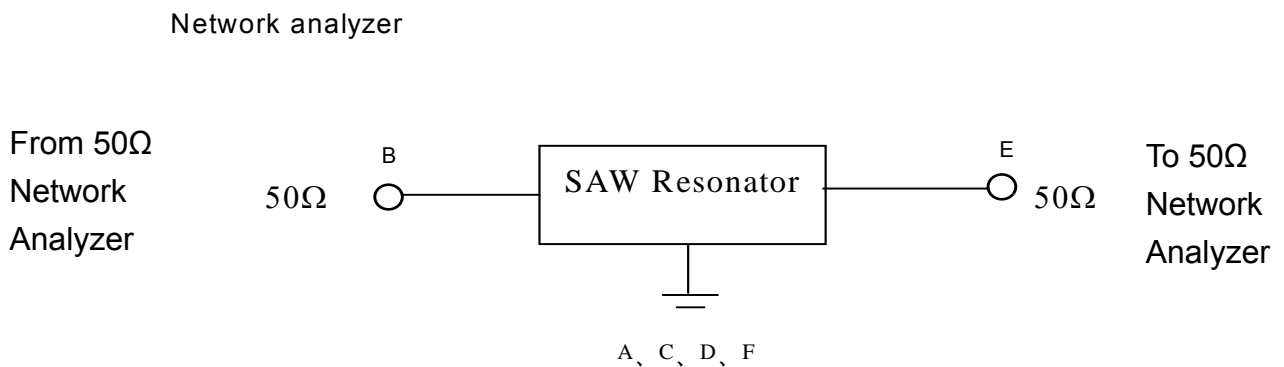 Network analyzer
From 50Ω
Network
Analyzer
50Ω
B
SAW Resonator
E
50Ω
To 50Ω
Network
Analyzer
A、C、D、F